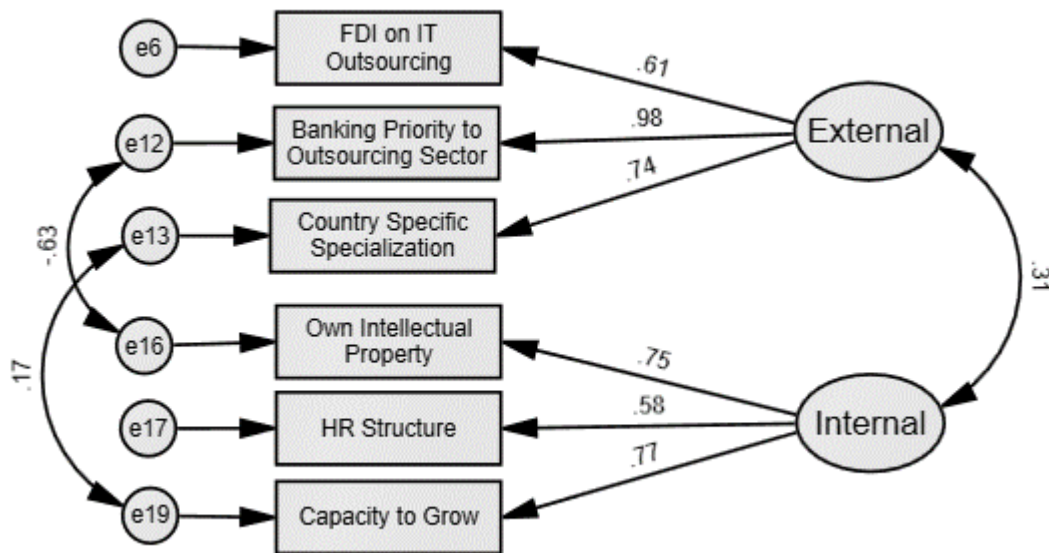 e6
FDI on IT
Outsourcing
.61
e12
Banking Priority to
Outsourcing Sector
.98
External
e13
Country Specific
Specialization
.74
-.63
.31
e16
Own Intellectual
Property
.75
.17
e17
HR Structure
.58
Internal
e19
Capacity to Grow
.77